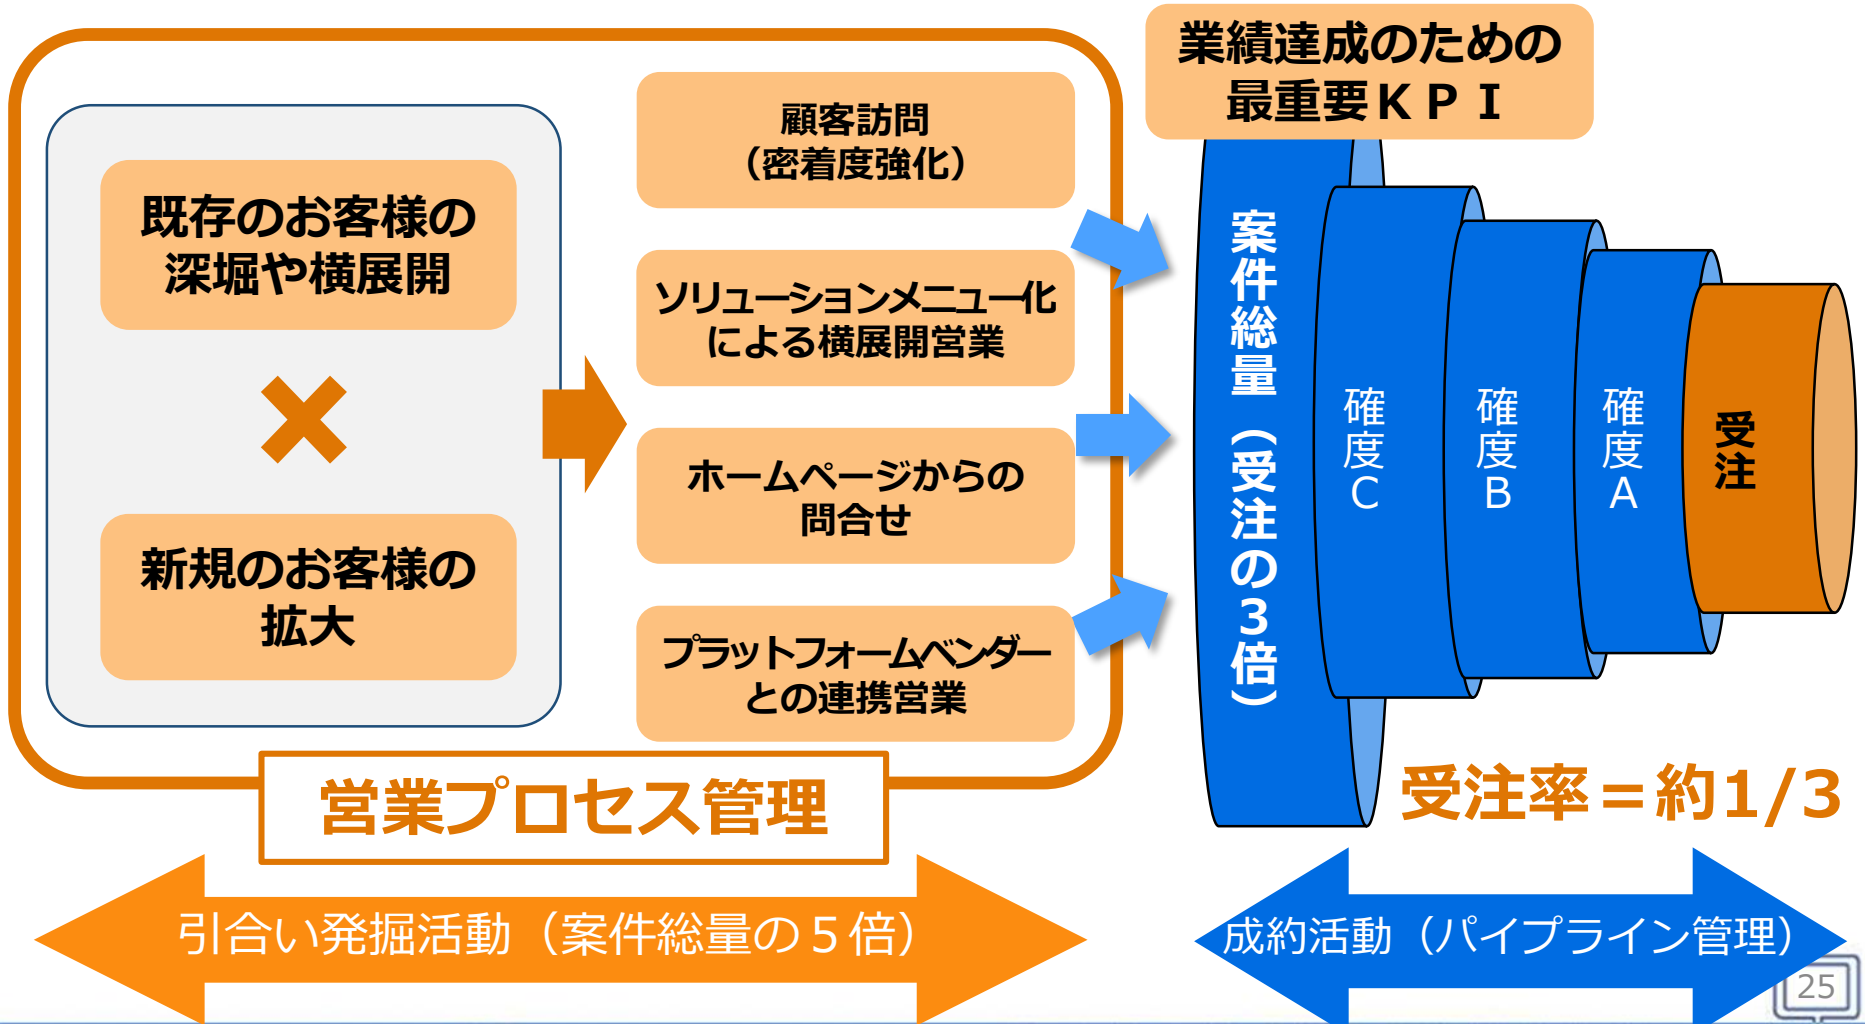 業績達成のための
最重要ＫＰＩ
既存のお客様の
深堀や横展開
×
新規のお客様の
拡大
顧客訪問
（密着度強化）
ソリューションメニュー化
による横展開営業
ホームページからの
問合せ
プラットフォームベンダー
との連携営業
案件総量（受注の３倍）
確度Ｃ
確度Ｂ
確度Ａ
受注
営業プロセス管理
受注率＝約1/3
引合い発掘活動（案件総量の５倍）
成約活動（パイプライン管理）
25